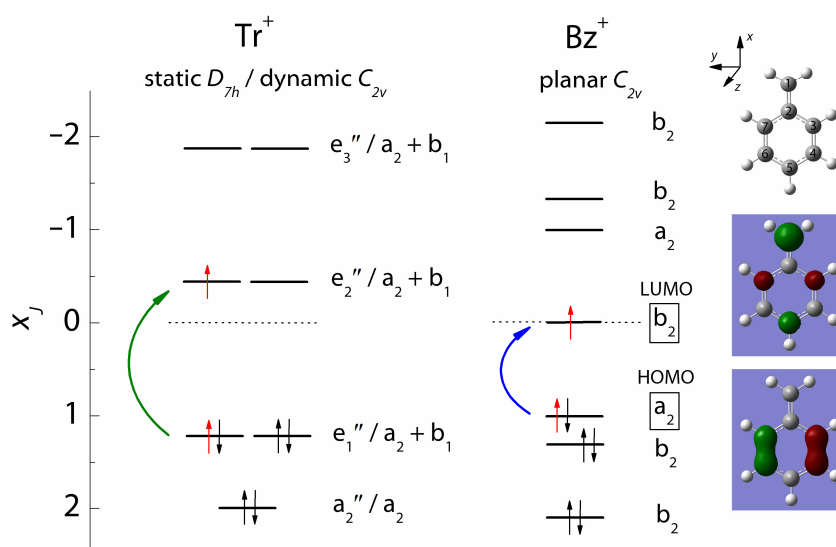 Tr⁺
Bz⁺
static D₇ₕ / dynamic C₂ᵥ
planar C₂ᵥ
x
y
z
1
2
7
3
6
4
5
x_J
−2
−1
0
1
2
e₃″ / a₂ + b₁
e₂″ / a₂ + b₁
e₁″ / a₂ + b₁
a₂″ / a₂
b₂
b₂
a₂
LUMO
b₂
HOMO
a₂
b₂
b₂